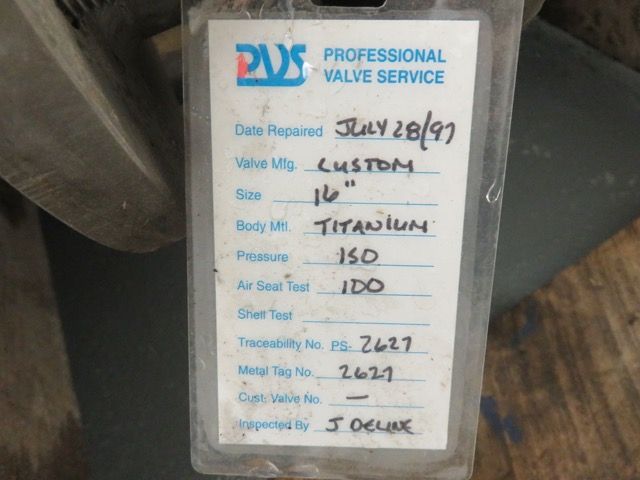 PVS PROFESSIONAL
VALVE SERVICE
Date Repaired JULY 28/97
Valve Mfg. CUSTOM
Size 16"
Body Mtl. TITANIUM
Pressure 150
Air Seat Test 100
Shell Test
Traceability No. PS- 2627
Metal Tag No. 2627
Cust. Valve No. —
Inspected By J DELINE